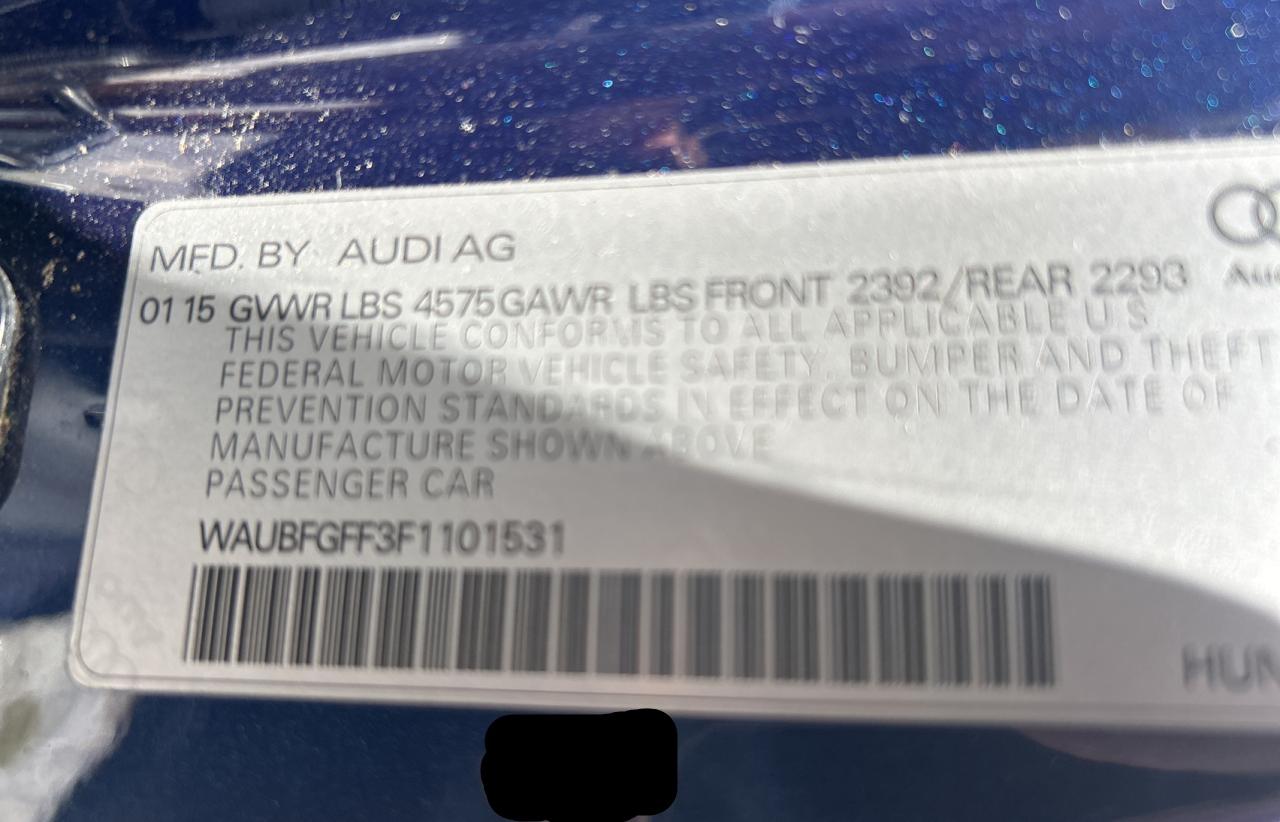 MFD. BY AUDI AG
01 15 GVWR LBS 4575 GAWR LBS FRONT 2392/REAR 2293
THIS VEHICLE CONFORMS TO ALL APPLICABLE U S
FEDERAL MOTOR VEHICLE SAFETY, BUMPER AND THEFT
PREVENTION STANDARDS IN EFFECT ON THE DATE OF
MANUFACTURE SHOWN ABOVE
PASSENGER CAR
WAUBFGFF3F1101531